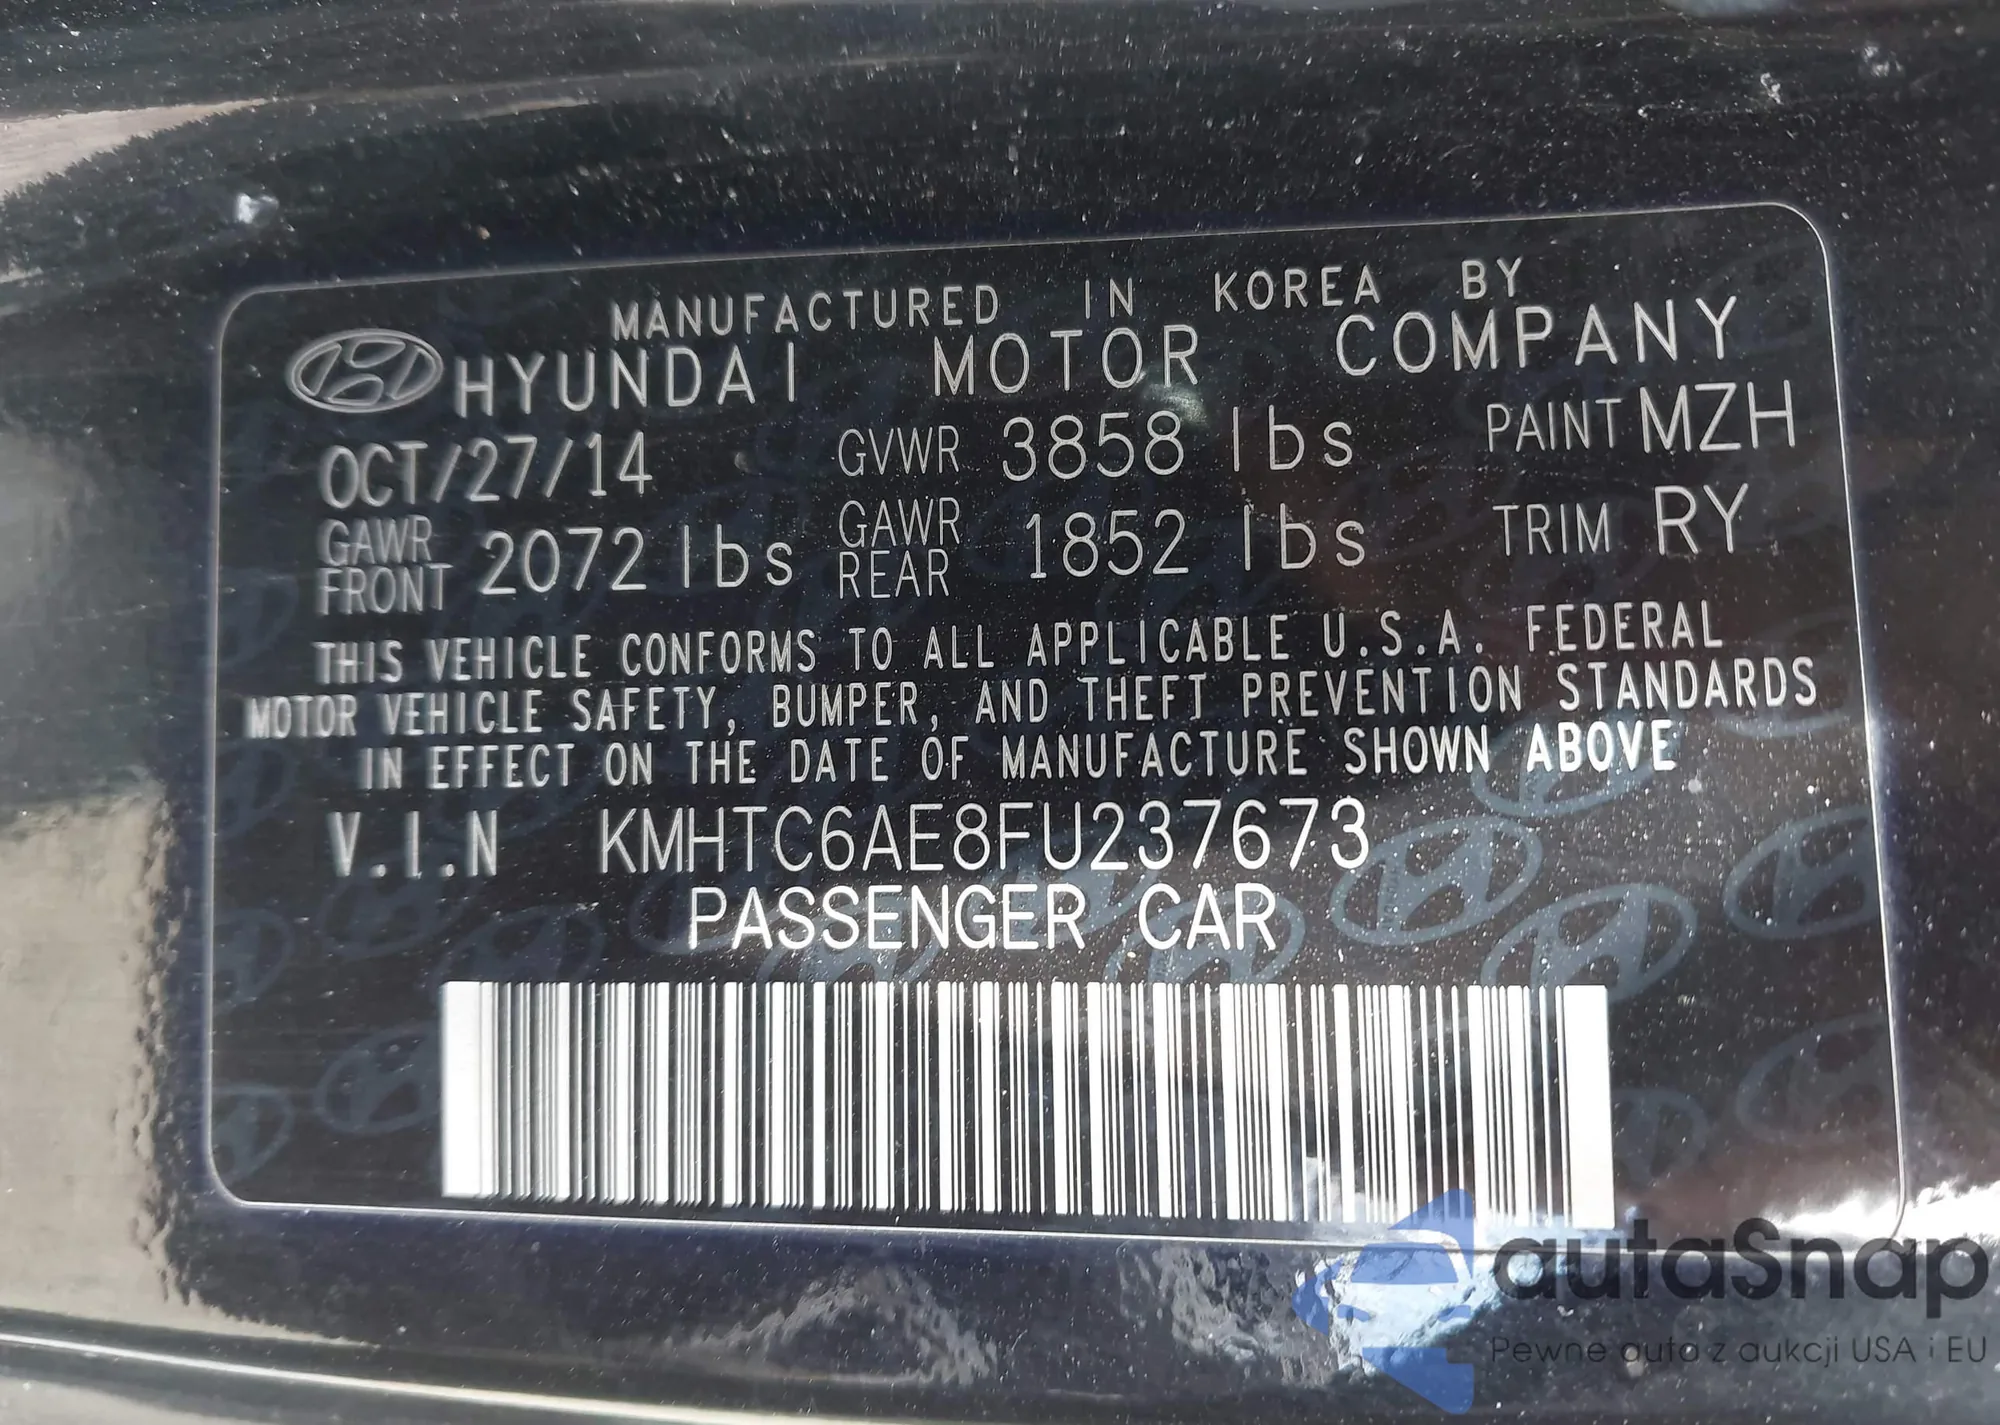 MANUFACTURED IN KOREA BY
HYUNDAI MOTOR COMPANY
OCT/27/14 GVWR 3858 lbs PAINT MZH
GAWR FRONT 2072 lbs GAWR REAR 1852 lbs TRIM RY
THIS VEHICLE CONFORMS TO ALL APPLICABLE U.S.A. FEDERAL
MOTOR VEHICLE SAFETY, BUMPER, AND THEFT PREVENTION STANDARDS
IN EFFECT ON THE DATE OF MANUFACTURE SHOWN ABOVE
V.I.N KMHTC6AE8FU237673
PASSENGER CAR
autaSnap
Pewne auta z aukcji USA i EU